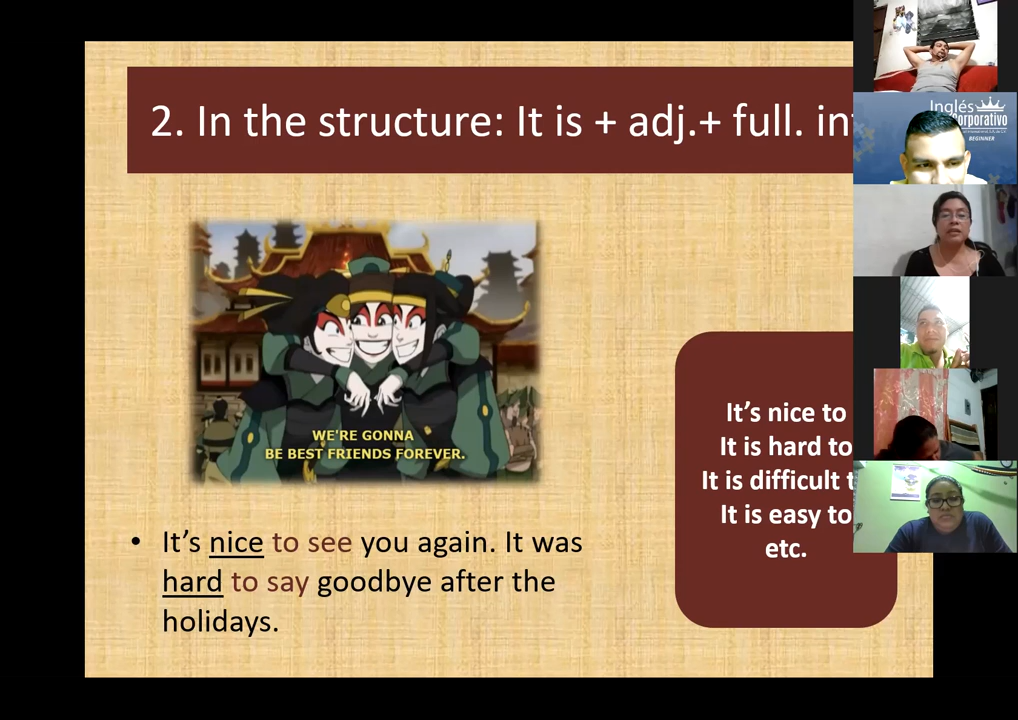 2. In the structure: It is + adj.+ full. in
WE'RE GONNA
BE BEST FRIENDS FOREVER.
• It's nice to see you again. It was
hard to say goodbye after the
holidays.
It's nice to
It is hard to
It is difficult
It is easy to
etc.
Inglés
orporativo
BEGINNER